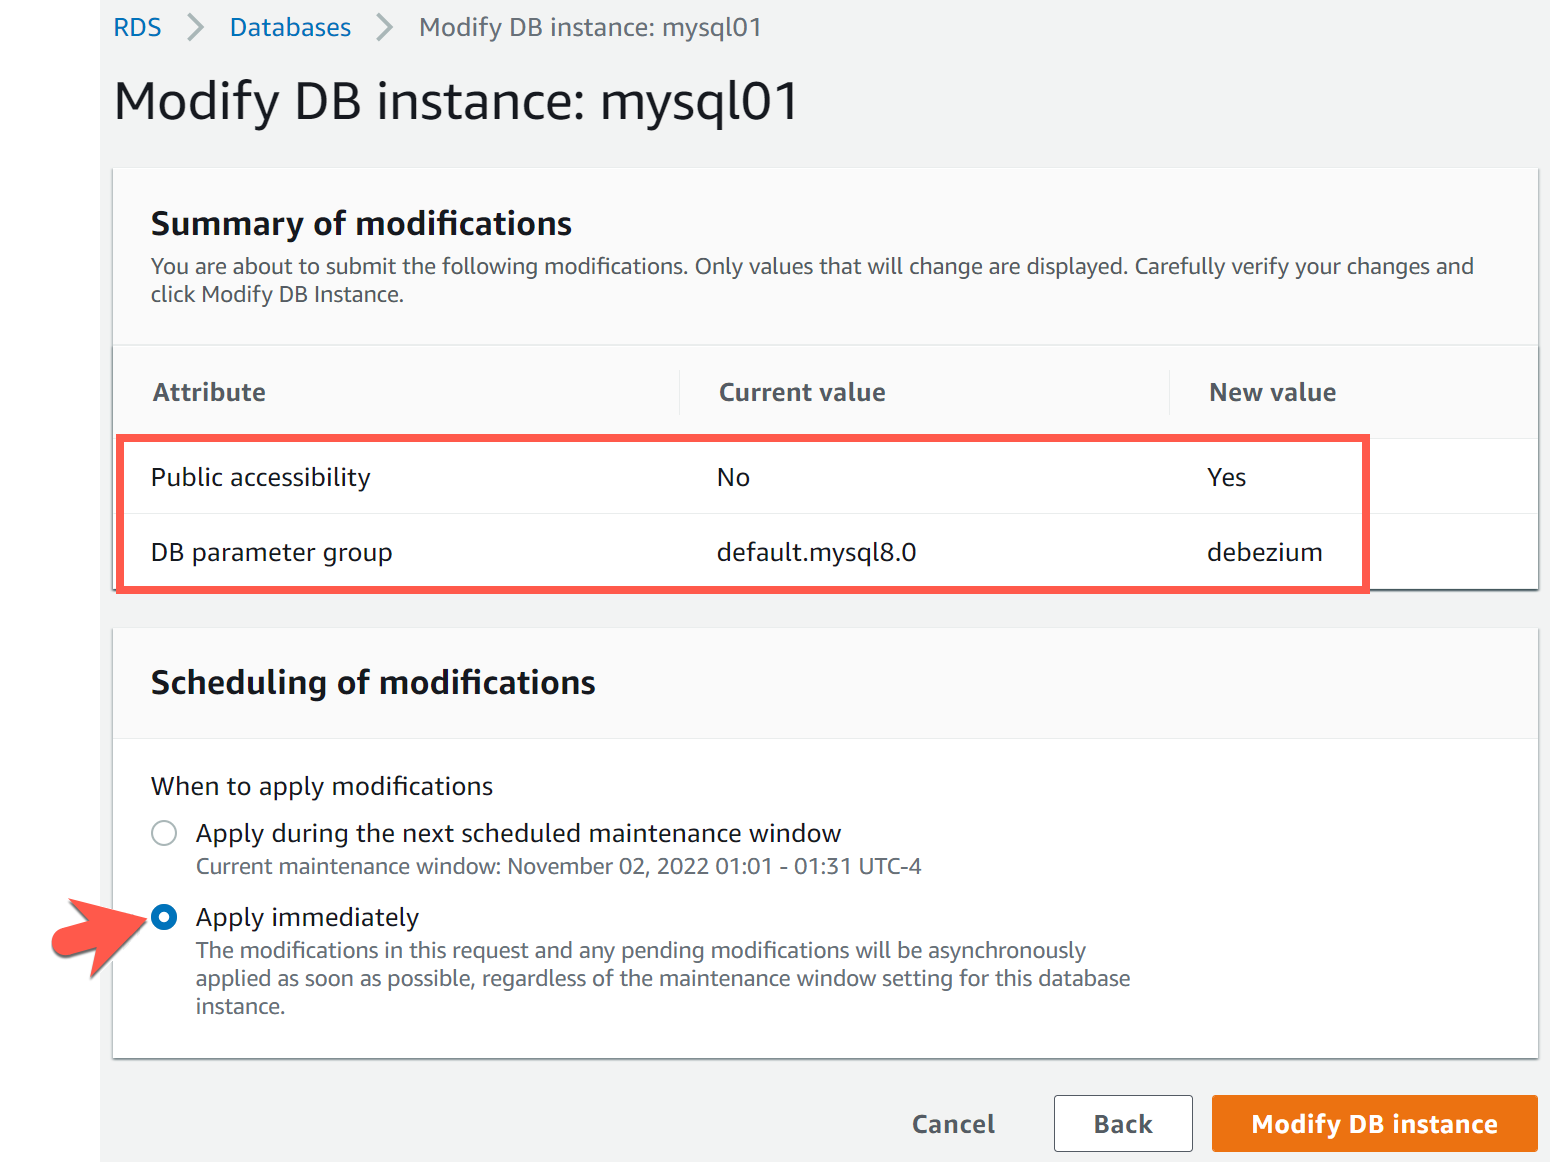 RDS > Databases > Modify DB instance: mysql01
Modify DB instance: mysql01
Summary of modifications
You are about to submit the following modifications. Only values that will change are displayed. Carefully verify your changes and
click Modify DB Instance.
Attribute Current value New value
Public accessibility No Yes
DB parameter group default.mysql8.0 debezium
Scheduling of modifications
When to apply modifications
Apply during the next scheduled maintenance window
Current maintenance window: November 02, 2022 01:01 - 01:31 UTC-4
Apply immediately
The modifications in this request and any pending modifications will be asynchronously
applied as soon as possible, regardless of the maintenance window setting for this database
instance.
Cancel Back Modify DB instance